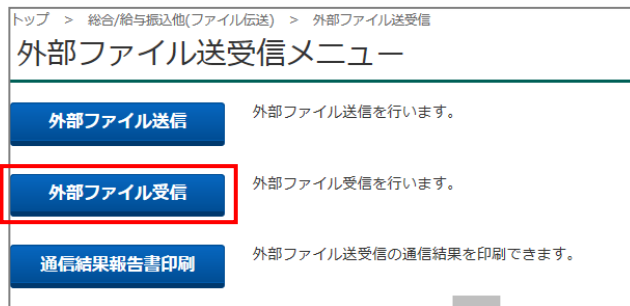 トップ > 総合/給与振込他(ファイル伝送) > 外部ファイル送受信
外部ファイル送受信メニュー
外部ファイル送信 外部ファイル送信を行います。
外部ファイル受信 外部ファイル受信を行います。
通信結果報告書印刷 外部ファイル送受信の通信結果を印刷できます。